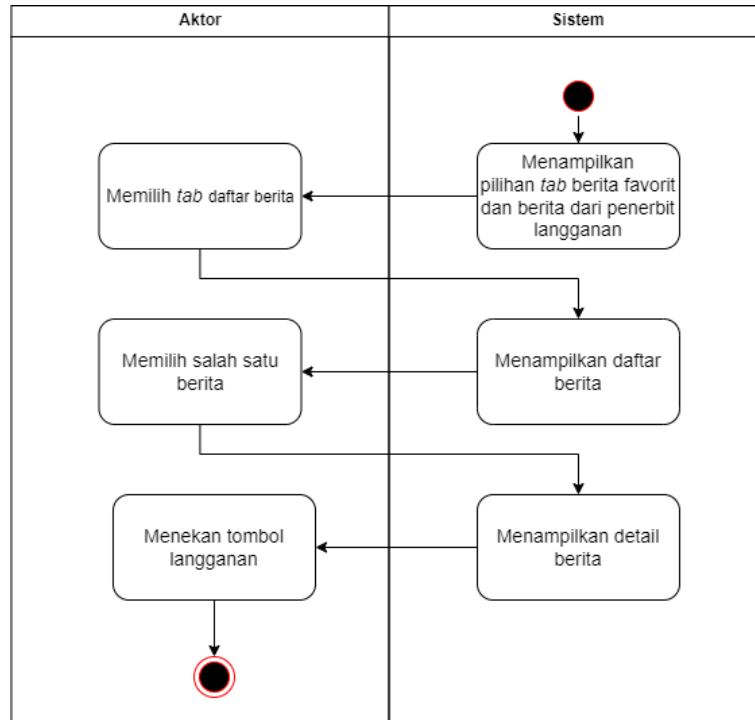 Aktor
Sistem
Menampilkan
pilihan tab berita favorit
dan berita dari penerbit
langganan
Memilih tab daftar berita
Menampilkan daftar
berita
Memilih salah satu
berita
Menampilkan detail
berita
Menekan tombol
langganan